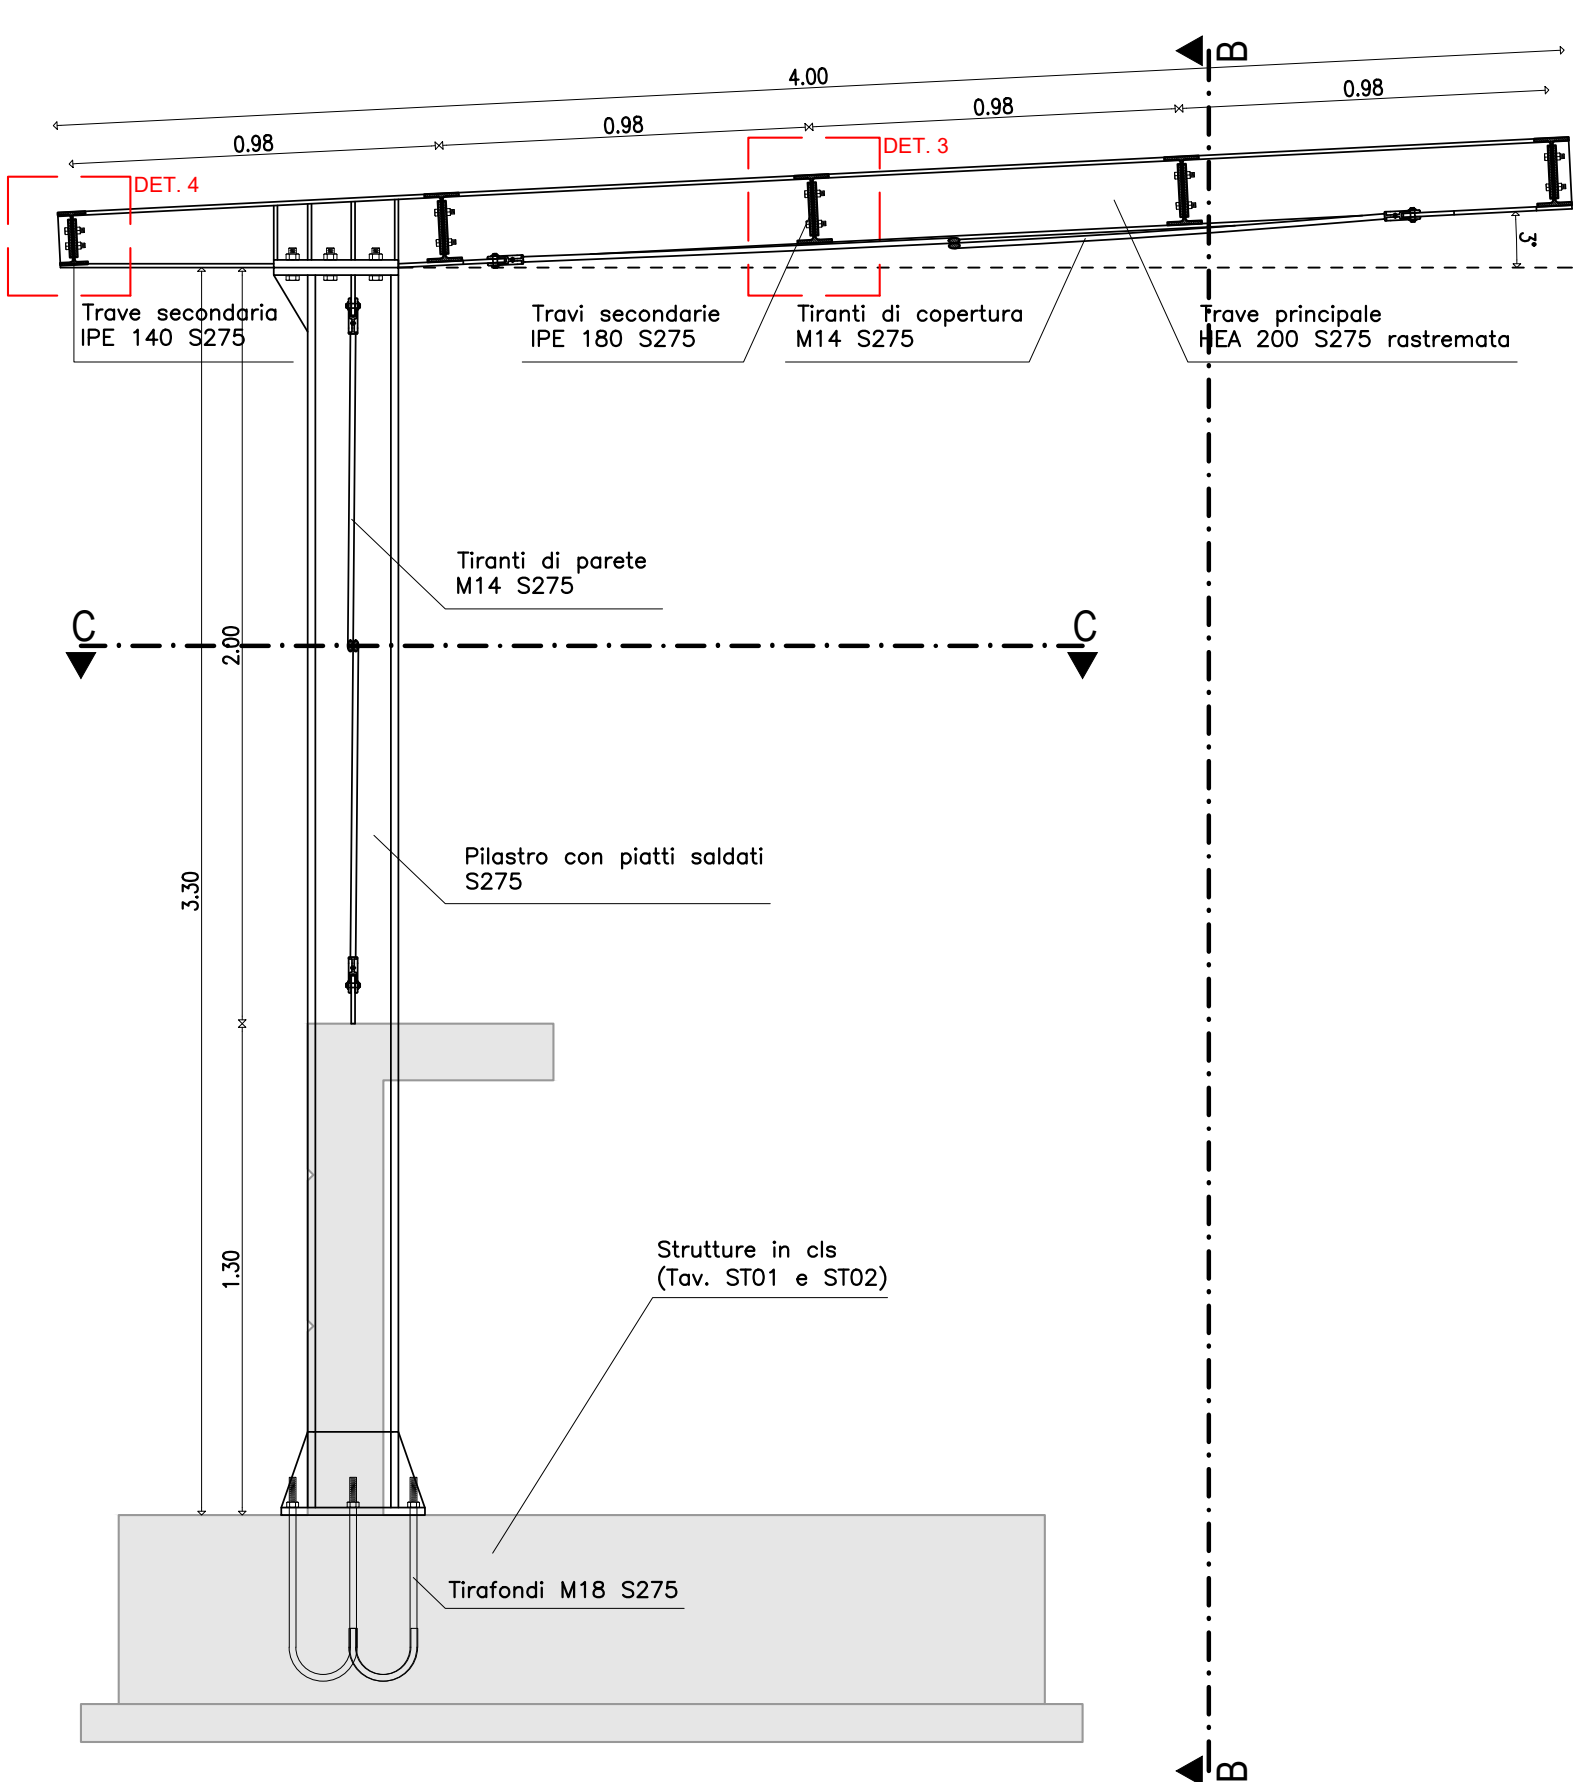 B
4.00
0.98
0.98
0.98
0.98
DET. 3
DET. 4
3°
Trave secondaria
IPE 140 S275
Travi secondarie
IPE 180 S275
Tiranti di copertura
M14 S275
Trave principale
HEA 200 S275 rastremata
Tiranti di parete
M14 S275
C
C
2.00
Pilastro con piatti saldati
S275
3.30
Strutture in cls
(Tav. ST01 e ST02)
1.30
Tirafondi M18 S275
B